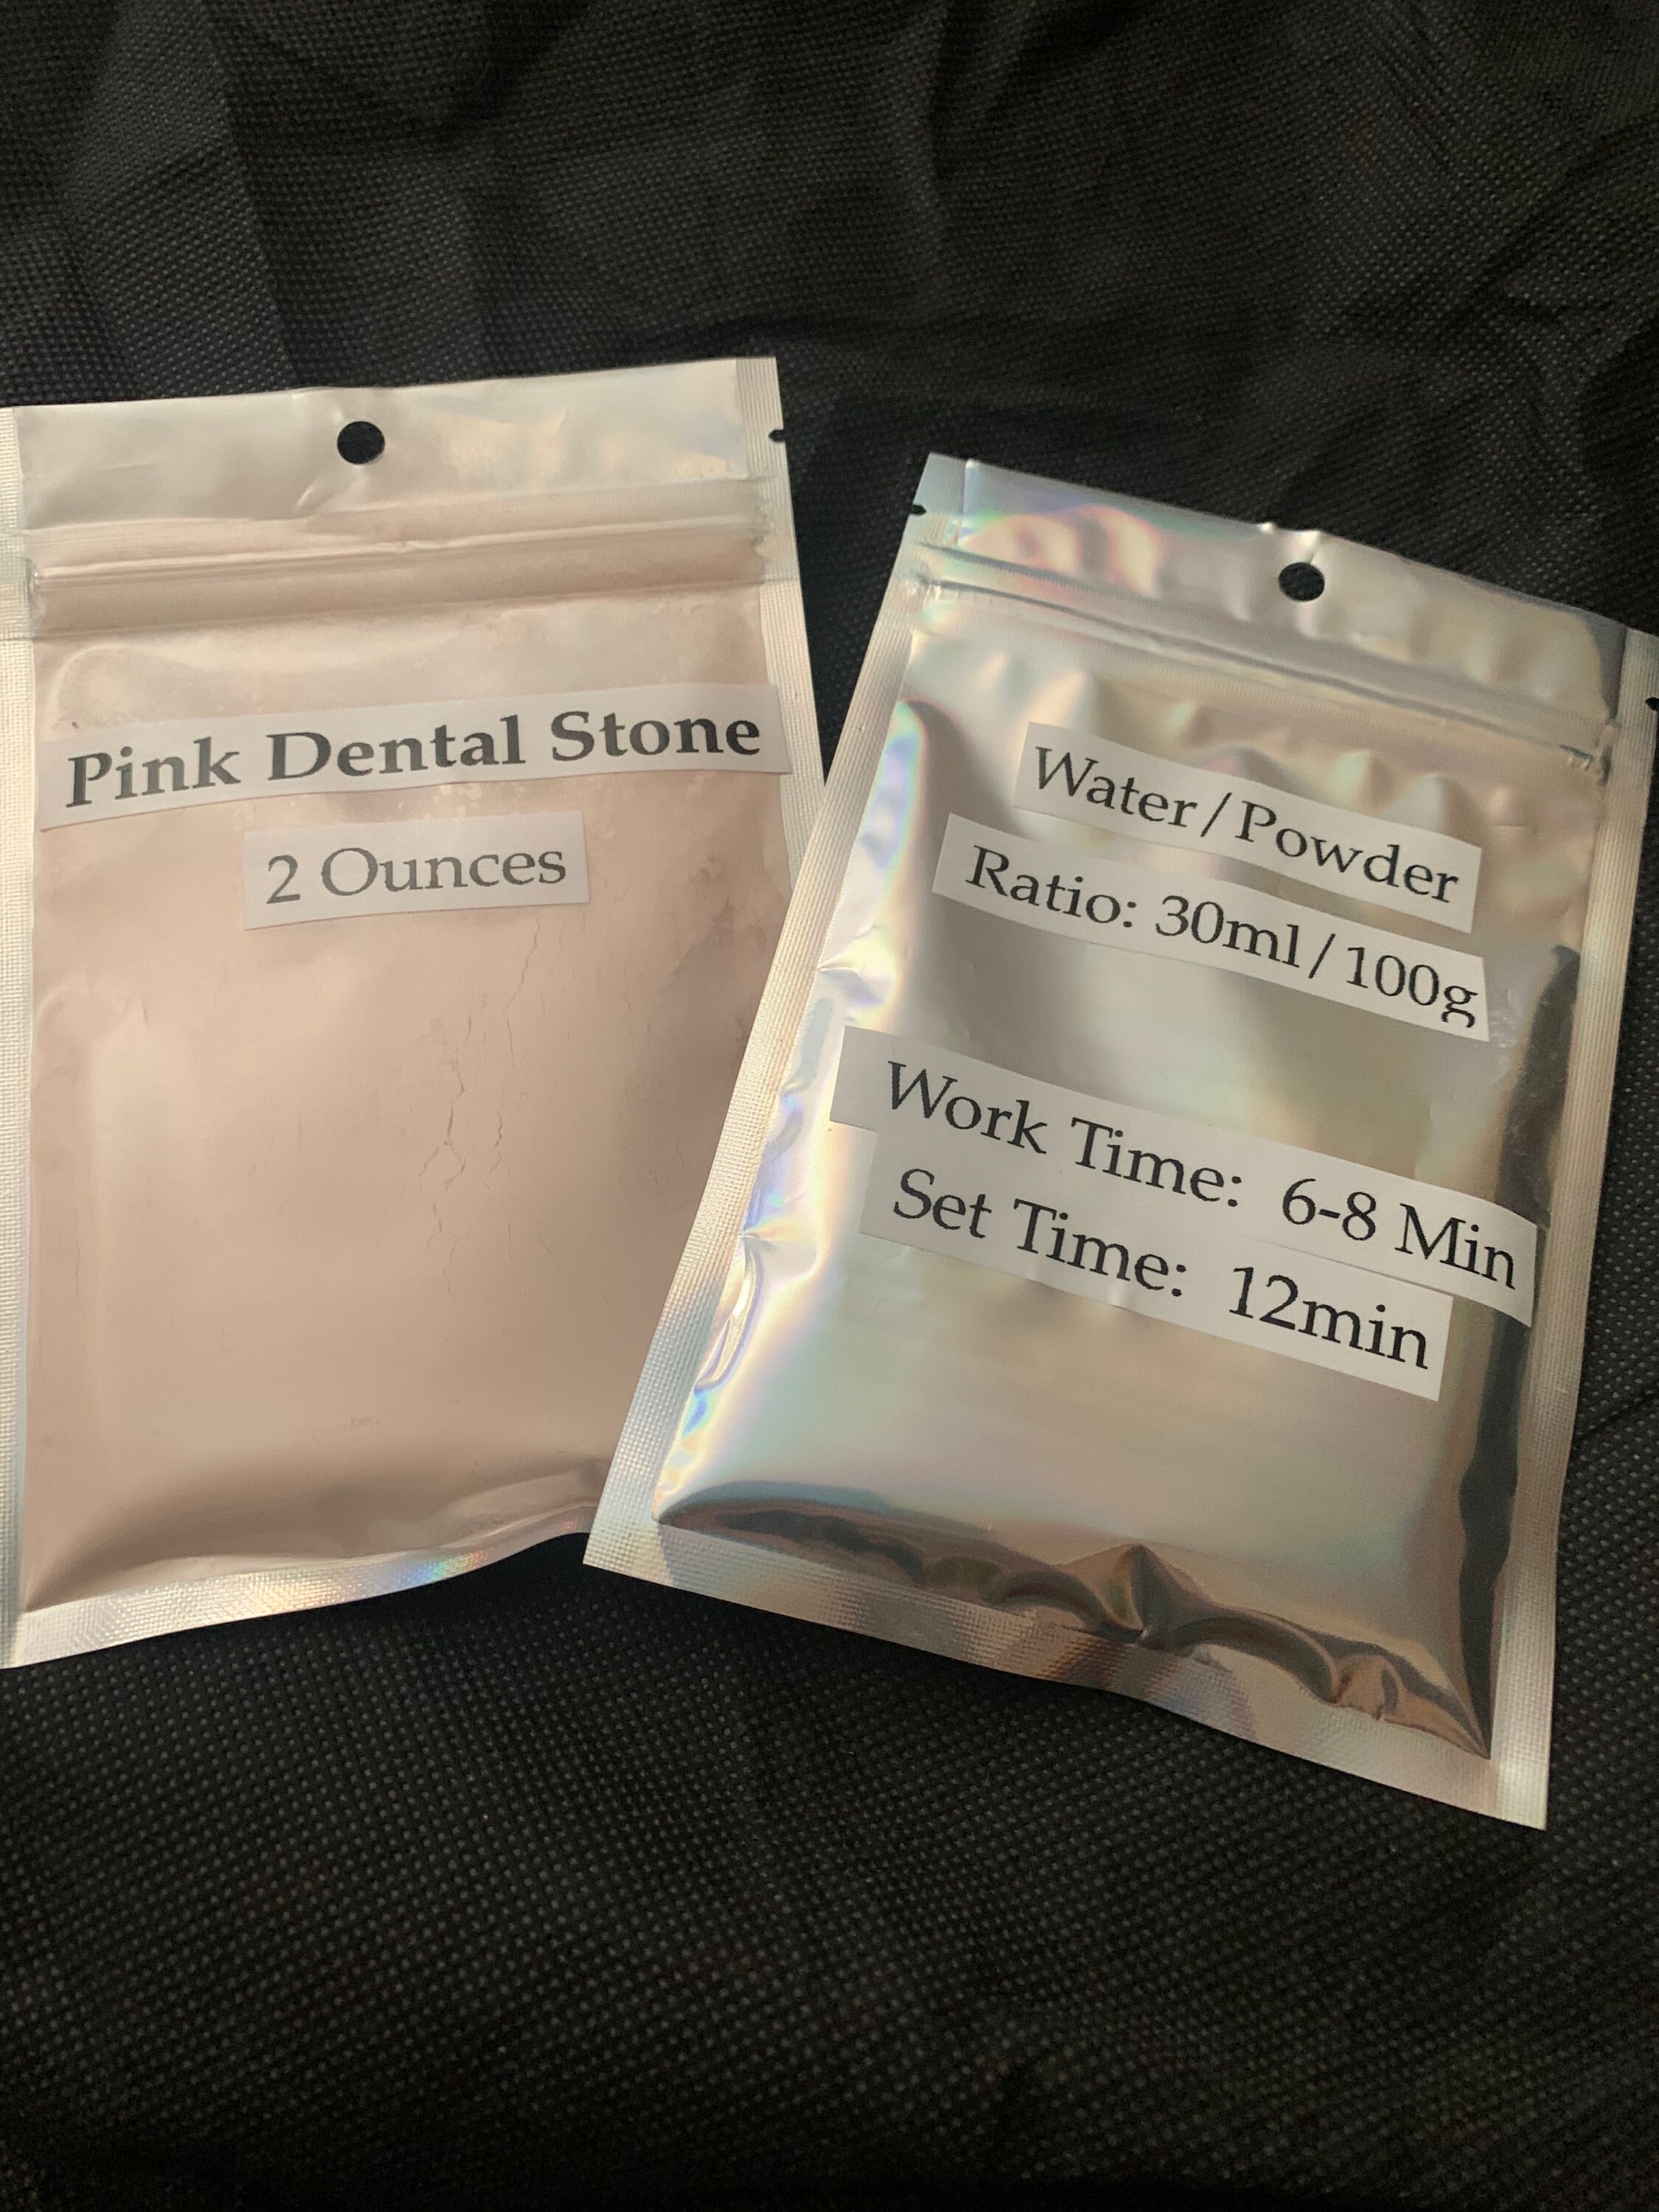 Pink Dental Stone
2 Ounces
Water/Powder
Ratio: 30ml/100g
Work Time: 6-8 Min
Set Time: 12min